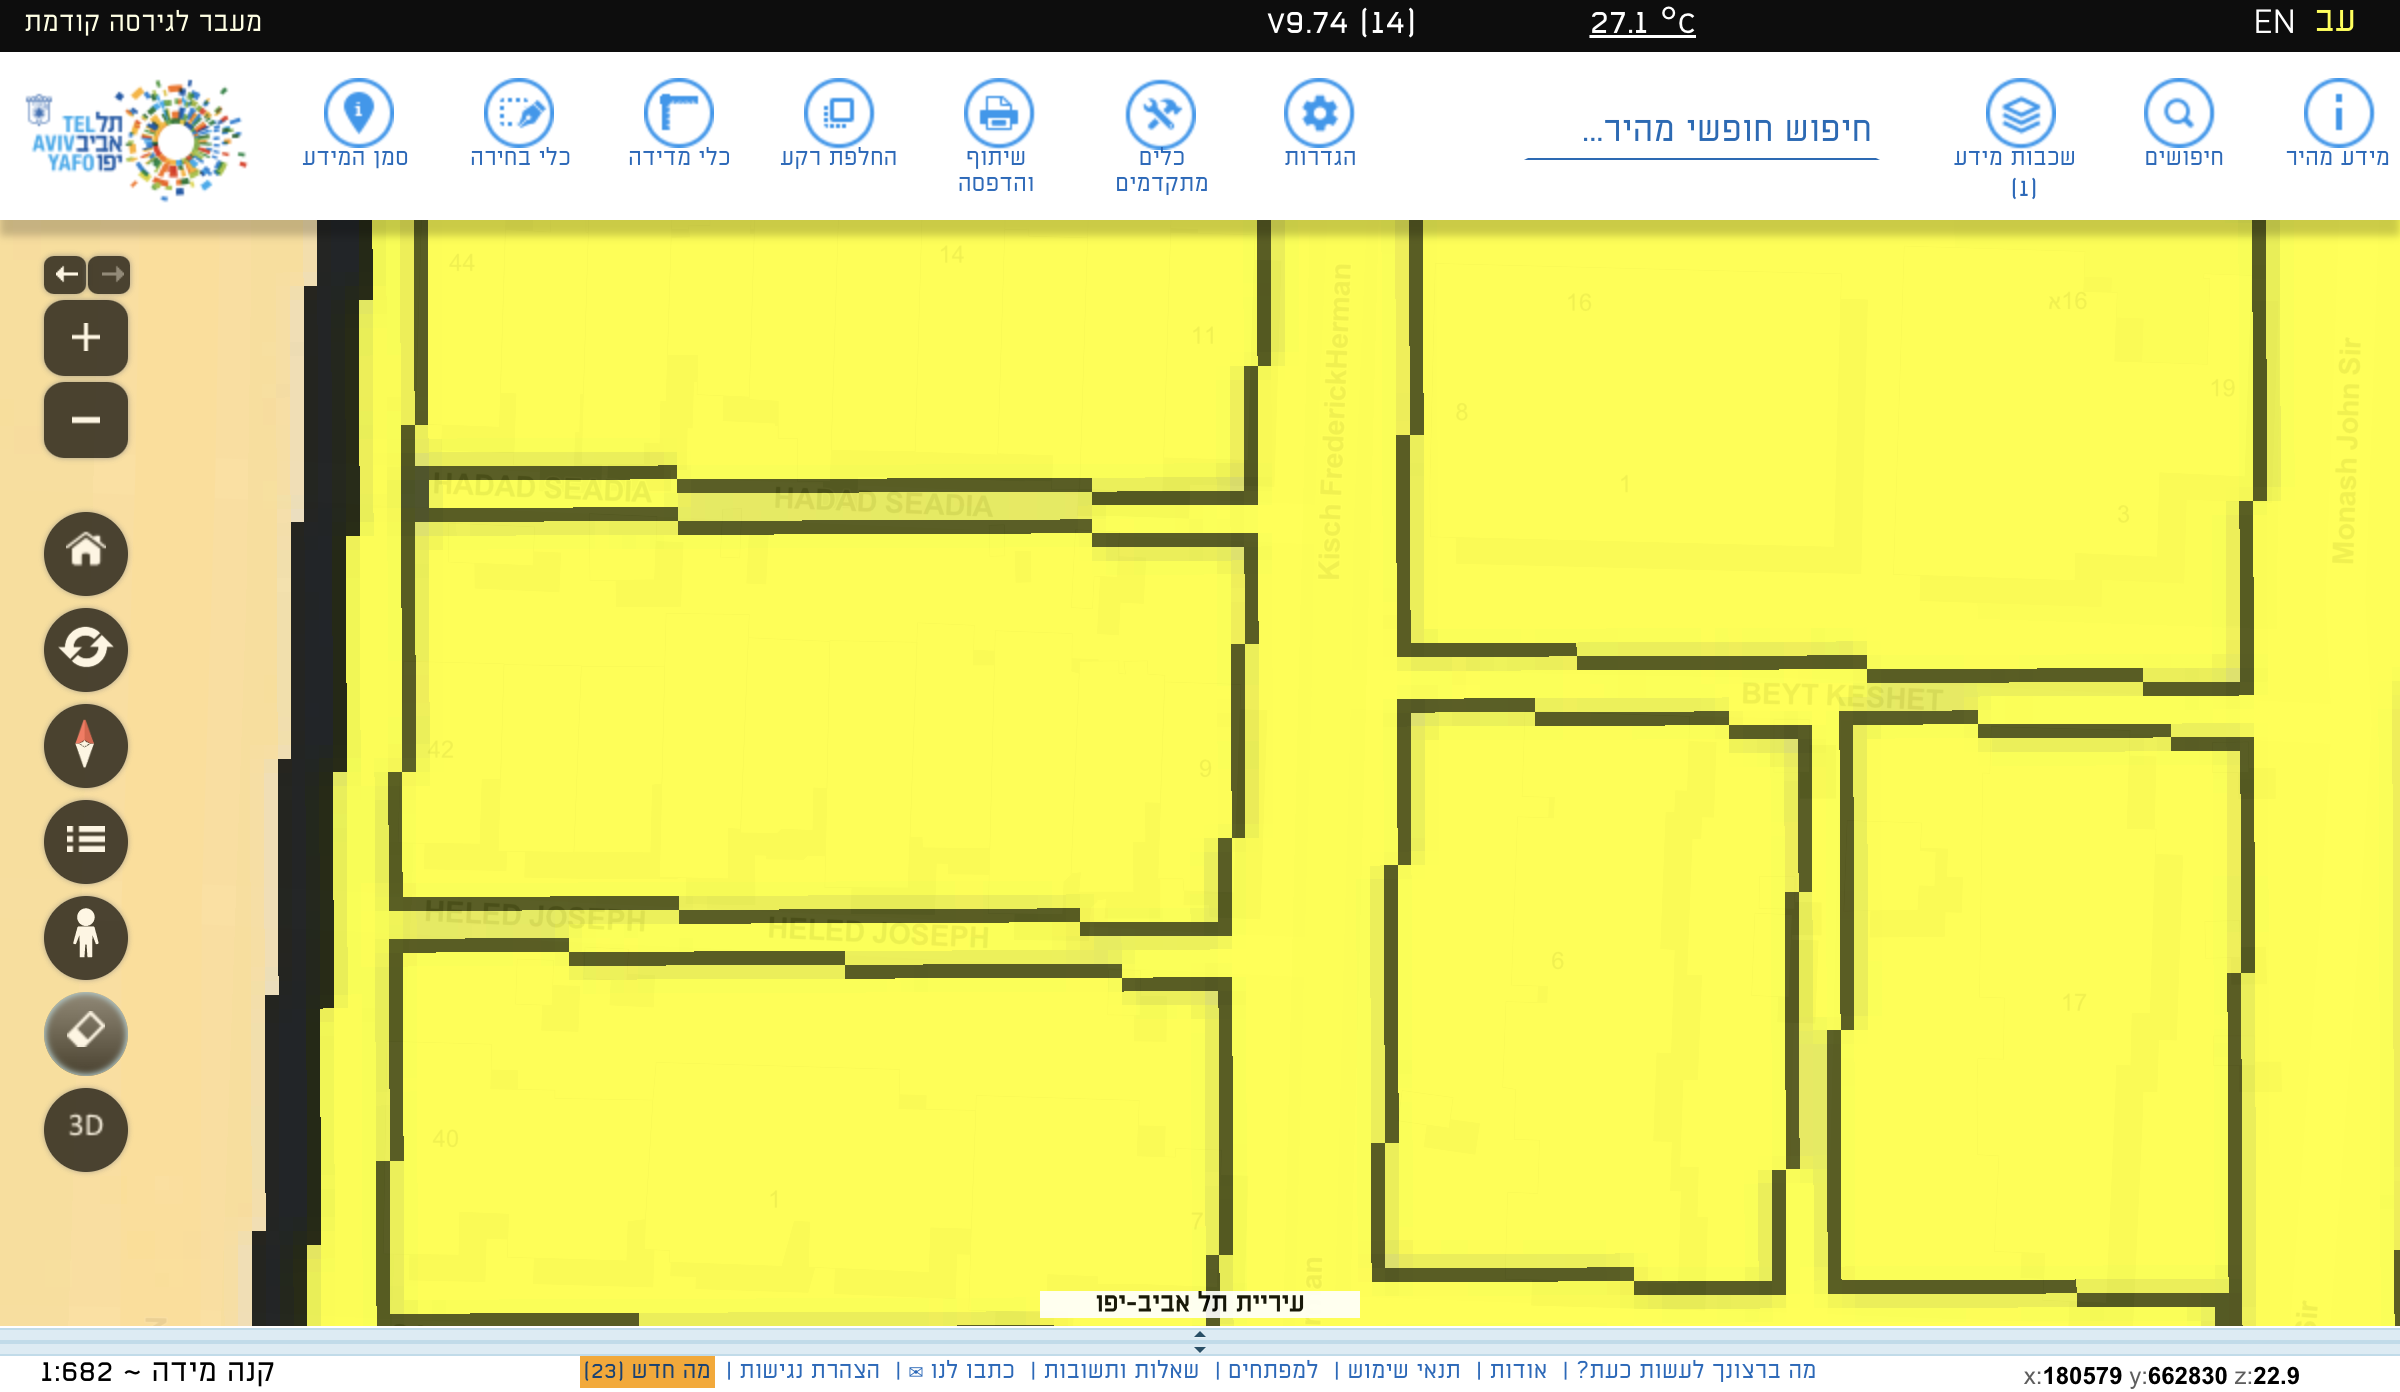 מעבר לגירסה קודמת
V9.74 (14)
27.1 °C
EN עב
TEL AVIV YAFO
תל אביב יפו
סמן המידע
כלי בחירה
כלי מדידה
החלפת רקע
שיתוף והדפסה
כלים מתקדמים
הגדרות
חיפוש חופשי מהיר...
שכבות מידע (1)
חיפושים
מידע מהיר
44
14
11
16
16א
8
19
1
3
Kisch FrederickHerman
Monash John Sir
HADAD SEADIA
HADAD SEADIA
BEYT KESHET
42
9
HELED JOSEPH
HELED JOSEPH
6
17
40
1
7
an
Sir
3D
עיריית תל אביב-יפו
קנה מידה ~ 1:682
מה ברצונך לעשות כעת? | אודות | תנאי שימוש | למפתחים | שאלות ותשובות | כתבו לנו ✉ | הצהרת נגישות | מה חדש (23)
x:180579 y:662830 z:22.9